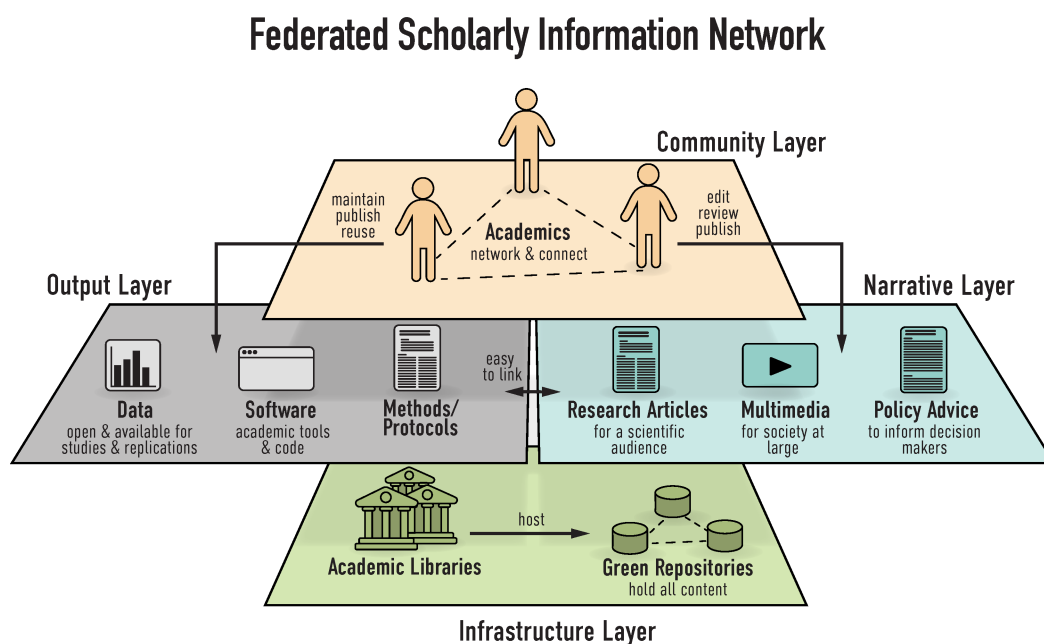 Federated Scholarly Information Network
Community Layer
maintain
publish
reuse
edit
review
publish
Academics
network & connect
Output Layer
Narrative Layer
easy
to link
Data
open & available for
studies & replications
Software
academic tools
& code
Methods/
Protocols
Research Articles
for a scientific
audience
Multimedia
for society at
large
Policy Advice
to inform decision
makers
host
Academic Libraries
Green Repositories
hold all content
Infrastructure Layer